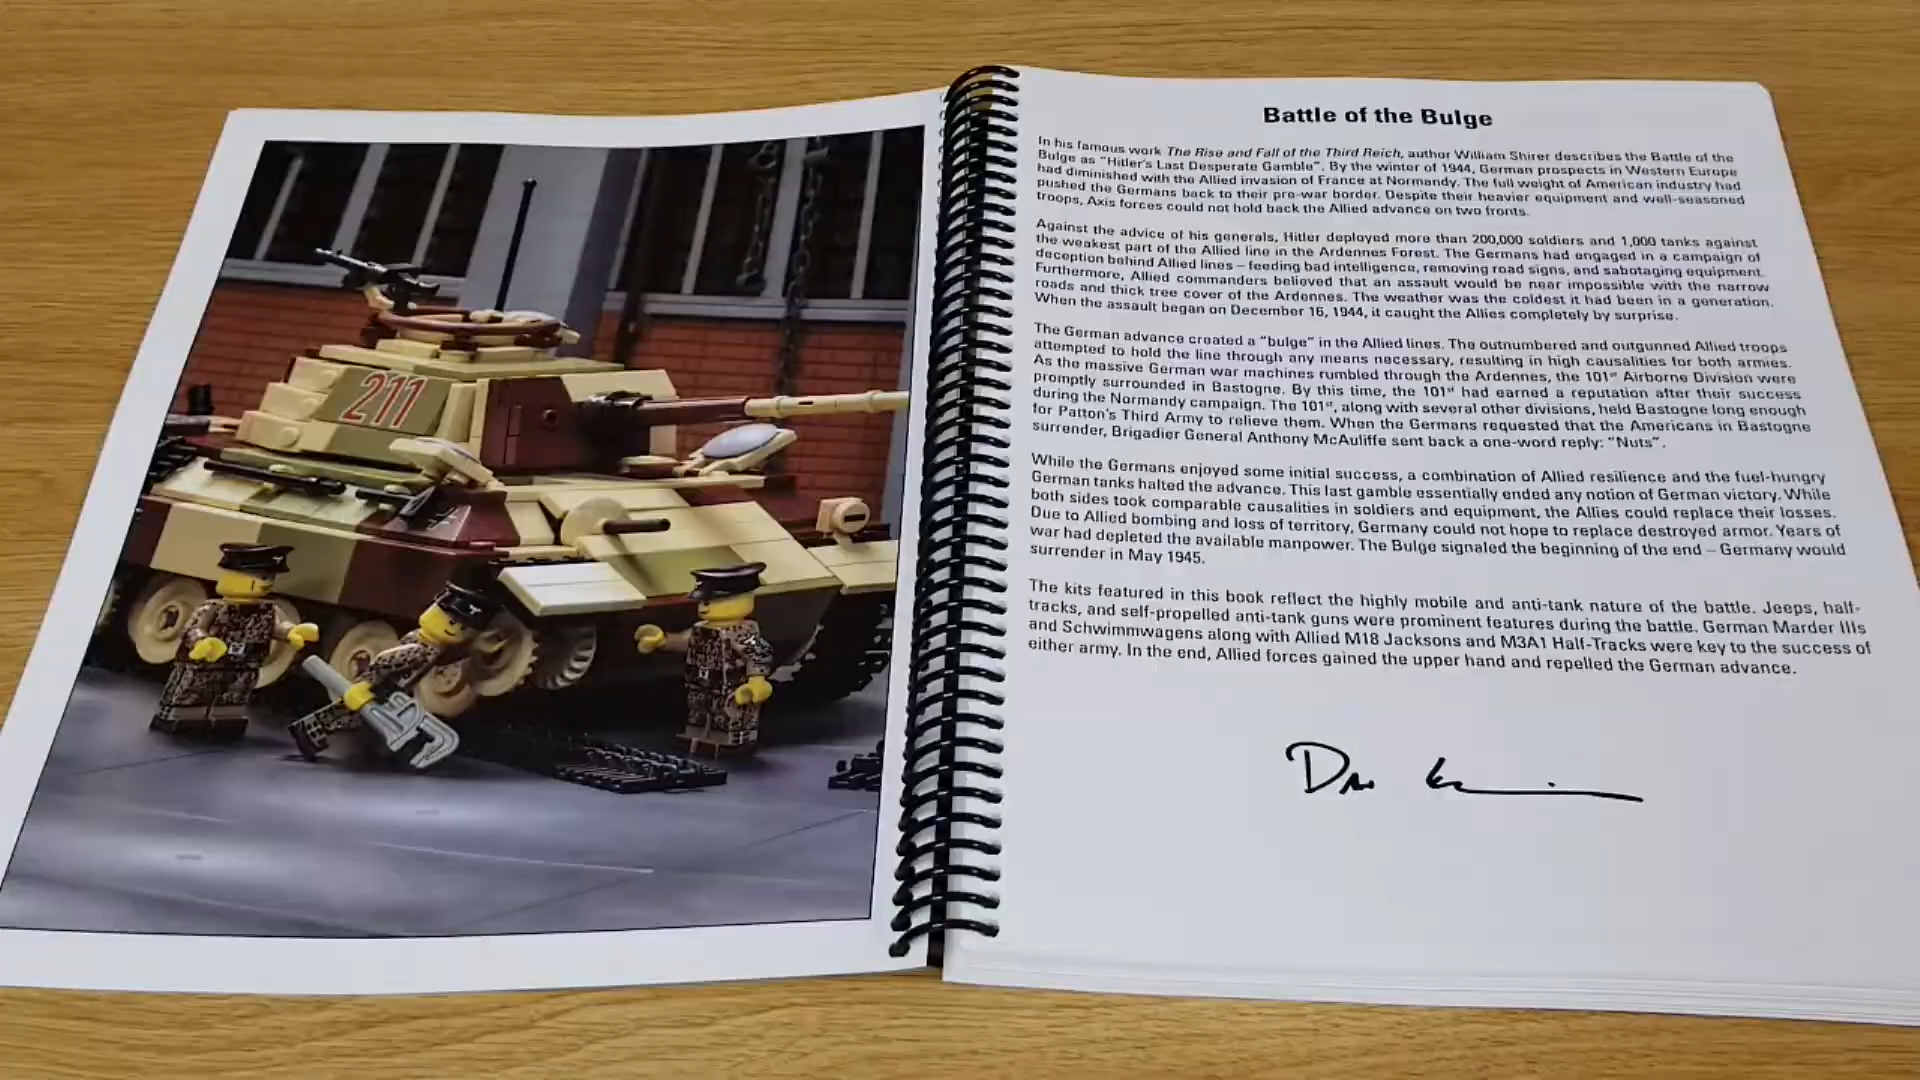 211
Battle of the Bulge
In his famous work The Rise and Fall of the Third Reich, author William Shirer describes the Battle of the
Bulge as "Hitler's Last Desperate Gamble". By the winter of 1944, German prospects in Western Europe
had diminished with the Allied invasion of France at Normandy. The full weight of American industry had
pushed the Germans back to their pre-war border. Despite their heavier equipment and well-seasoned
troops, Axis forces could not hold back the Allied advance on two fronts.
Against the advice of his generals, Hitler deployed more than 200,000 soldiers and 1,000 tanks against
the weakest part of the Allied line in the Ardennes Forest. The Germans had engaged in a campaign of
deception behind Allied lines – feeding bad intelligence, removing road signs, and sabotaging equipment.
Furthermore, Allied commanders believed that an assault would be near impossible with the narrow
roads and thick tree cover of the Ardennes. The weather was the coldest it had been in a generation.
When the assault began on December 16, 1944, it caught the Allies completely by surprise.
The German advance created a "bulge" in the Allied lines. The outnumbered and outgunned Allied troops
attempted to hold the line through any means necessary, resulting in high causalities for both armies.
As the massive German war machines rumbled through the Ardennes, the 101st Airborne Division were
promptly surrounded in Bastogne. By this time, the 101st had earned a reputation after their success
during the Normandy campaign. The 101st, along with several other divisions, held Bastogne long enough
for Patton's Third Army to relieve them. When the Germans requested that the Americans in Bastogne
surrender, Brigadier General Anthony McAuliffe sent back a one-word reply: "Nuts".
While the Germans enjoyed some initial success, a combination of Allied resilience and the fuel-hungry
German tanks halted the advance. This last gamble essentially ended any notion of German victory. While
both sides took comparable causalities in soldiers and equipment, the Allies could replace their losses.
Due to Allied bombing and loss of territory, Germany could not hope to replace destroyed armor. Years of
war had depleted the available manpower. The Bulge signaled the beginning of the end – Germany would
surrender in May 1945.
The kits featured in this book reflect the highly mobile and anti-tank nature of the battle. Jeeps, half-
tracks, and self-propelled anti-tank guns were prominent features during the battle. German Marder IIIs
and Schwimmwagens along with Allied M18 Jacksons and M3A1 Half-Tracks were key to the success of
either army. In the end, Allied forces gained the upper hand and repelled the German advance.